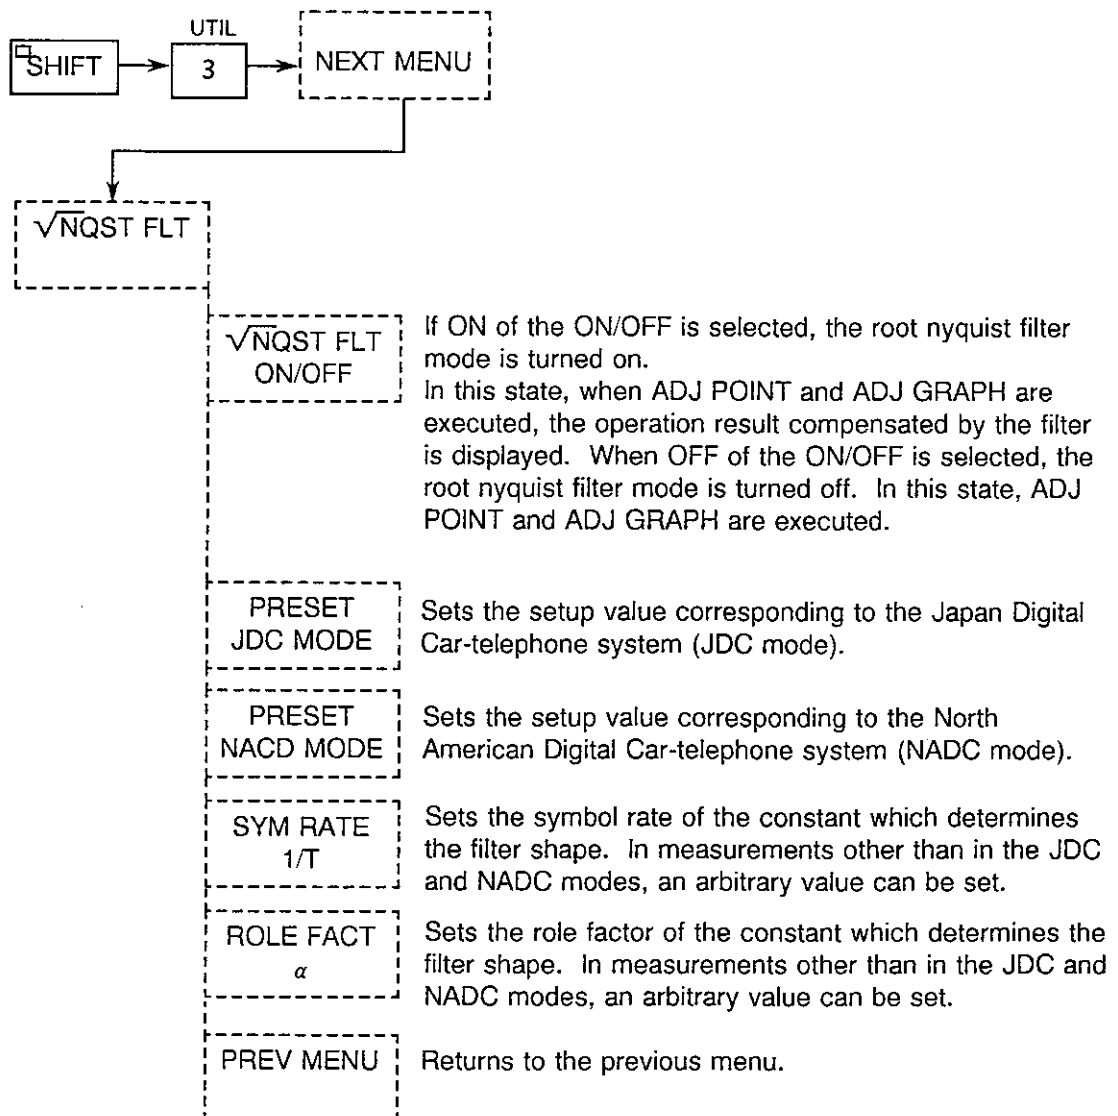 UTIL
SHIFT
3
NEXT MENU
√NQST FLT
√NQST FLT
ON/OFF
If ON of the ON/OFF is selected, the root nyquist filter
mode is turned on.
In this state, when ADJ POINT and ADJ GRAPH are
executed, the operation result compensated by the filter
is displayed. When OFF of the ON/OFF is selected, the
root nyquist filter mode is turned off. In this state, ADJ
POINT and ADJ GRAPH are executed.
PRESET
JDC MODE
Sets the setup value corresponding to the Japan Digital
Car-telephone system (JDC mode).
PRESET
NACD MODE
Sets the setup value corresponding to the North
American Digital Car-telephone system (NADC mode).
SYM RATE
1/T
Sets the symbol rate of the constant which determines
the filter shape. In measurements other than in the JDC
and NADC modes, an arbitrary value can be set.
ROLE FACT
α
Sets the role factor of the constant which determines the
filter shape. In measurements other than in the JDC and
NADC modes, an arbitrary value can be set.
PREV MENU
Returns to the previous menu.